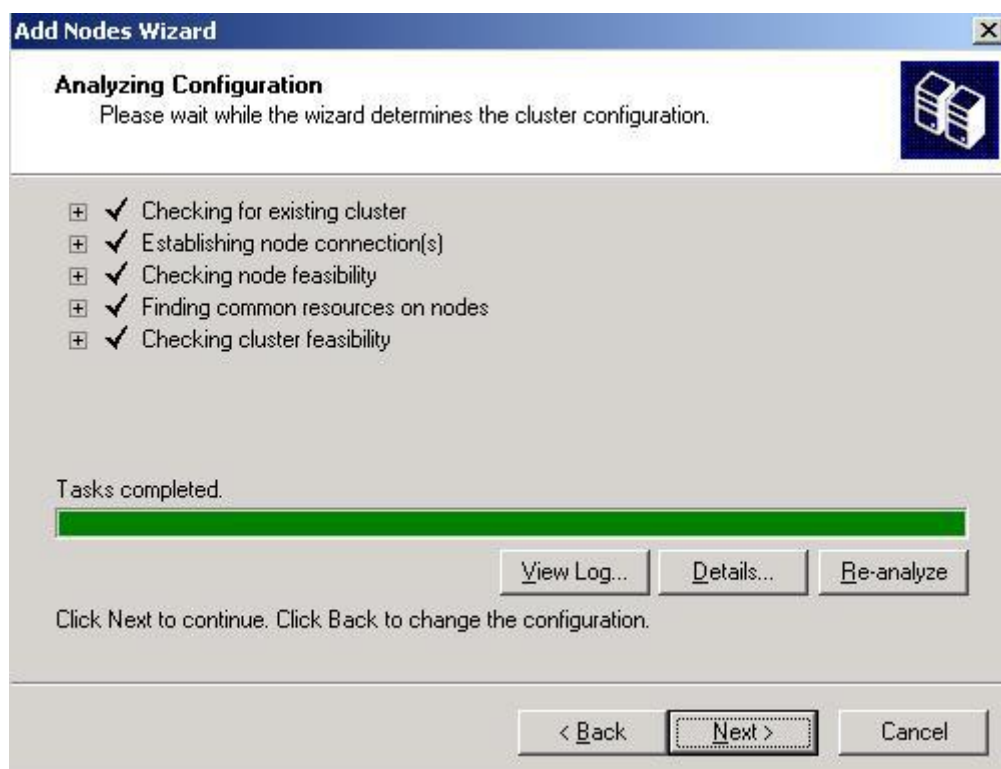 Add Nodes Wizard
Analyzing Configuration
Please wait while the wizard determines the cluster configuration.
Checking for existing cluster
Establishing node connection(s)
Checking node feasibility
Finding common resources on nodes
Checking cluster feasibility
Tasks completed.
View Log... Details... Re-analyze
Click Next to continue. Click Back to change the configuration.
< Back Next > Cancel